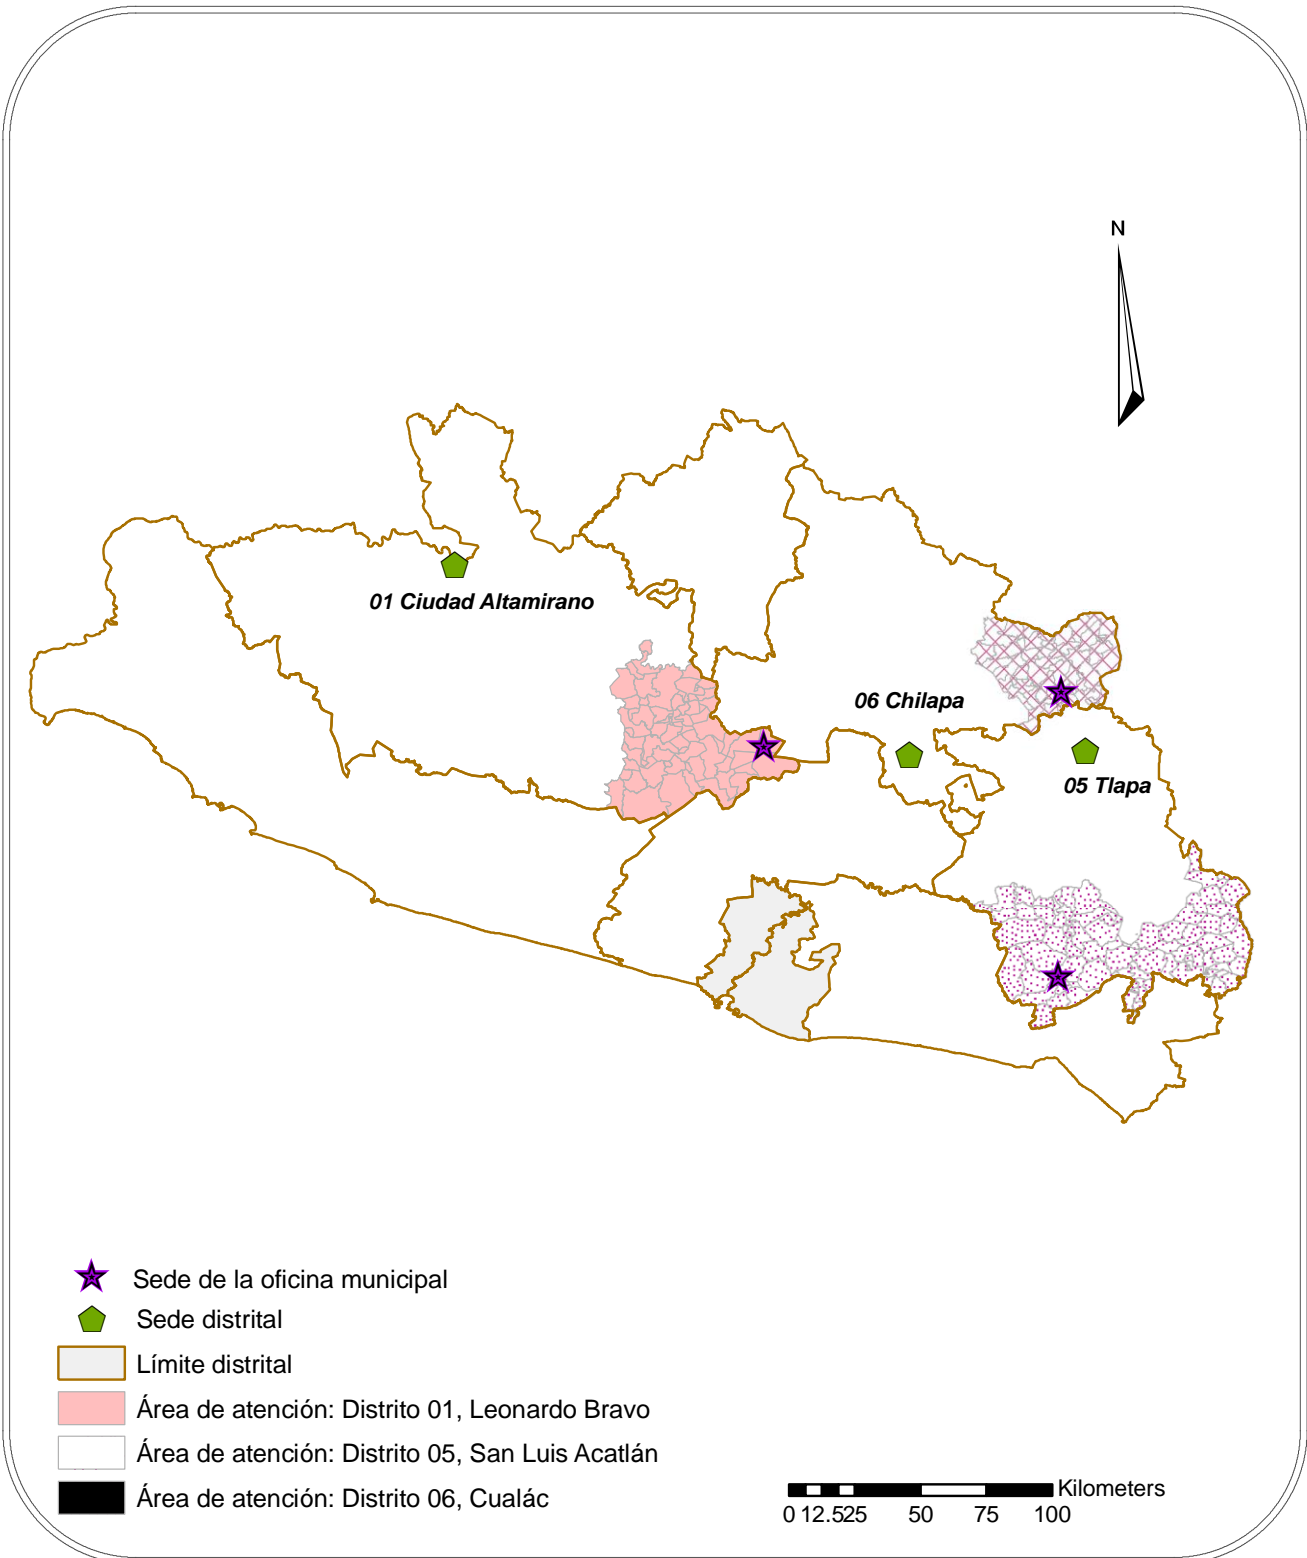 N
01 Ciudad Altamirano
06 Chilapa
05 Tlapa
Sede de la oficina municipal
Sede distrital
Límite distrital
Área de atención: Distrito 01, Leonardo Bravo
Área de atención: Distrito 05, San Luis Acatlán
Área de atención: Distrito 06, Cualác
Kilometers
0 12.525 50 75 100